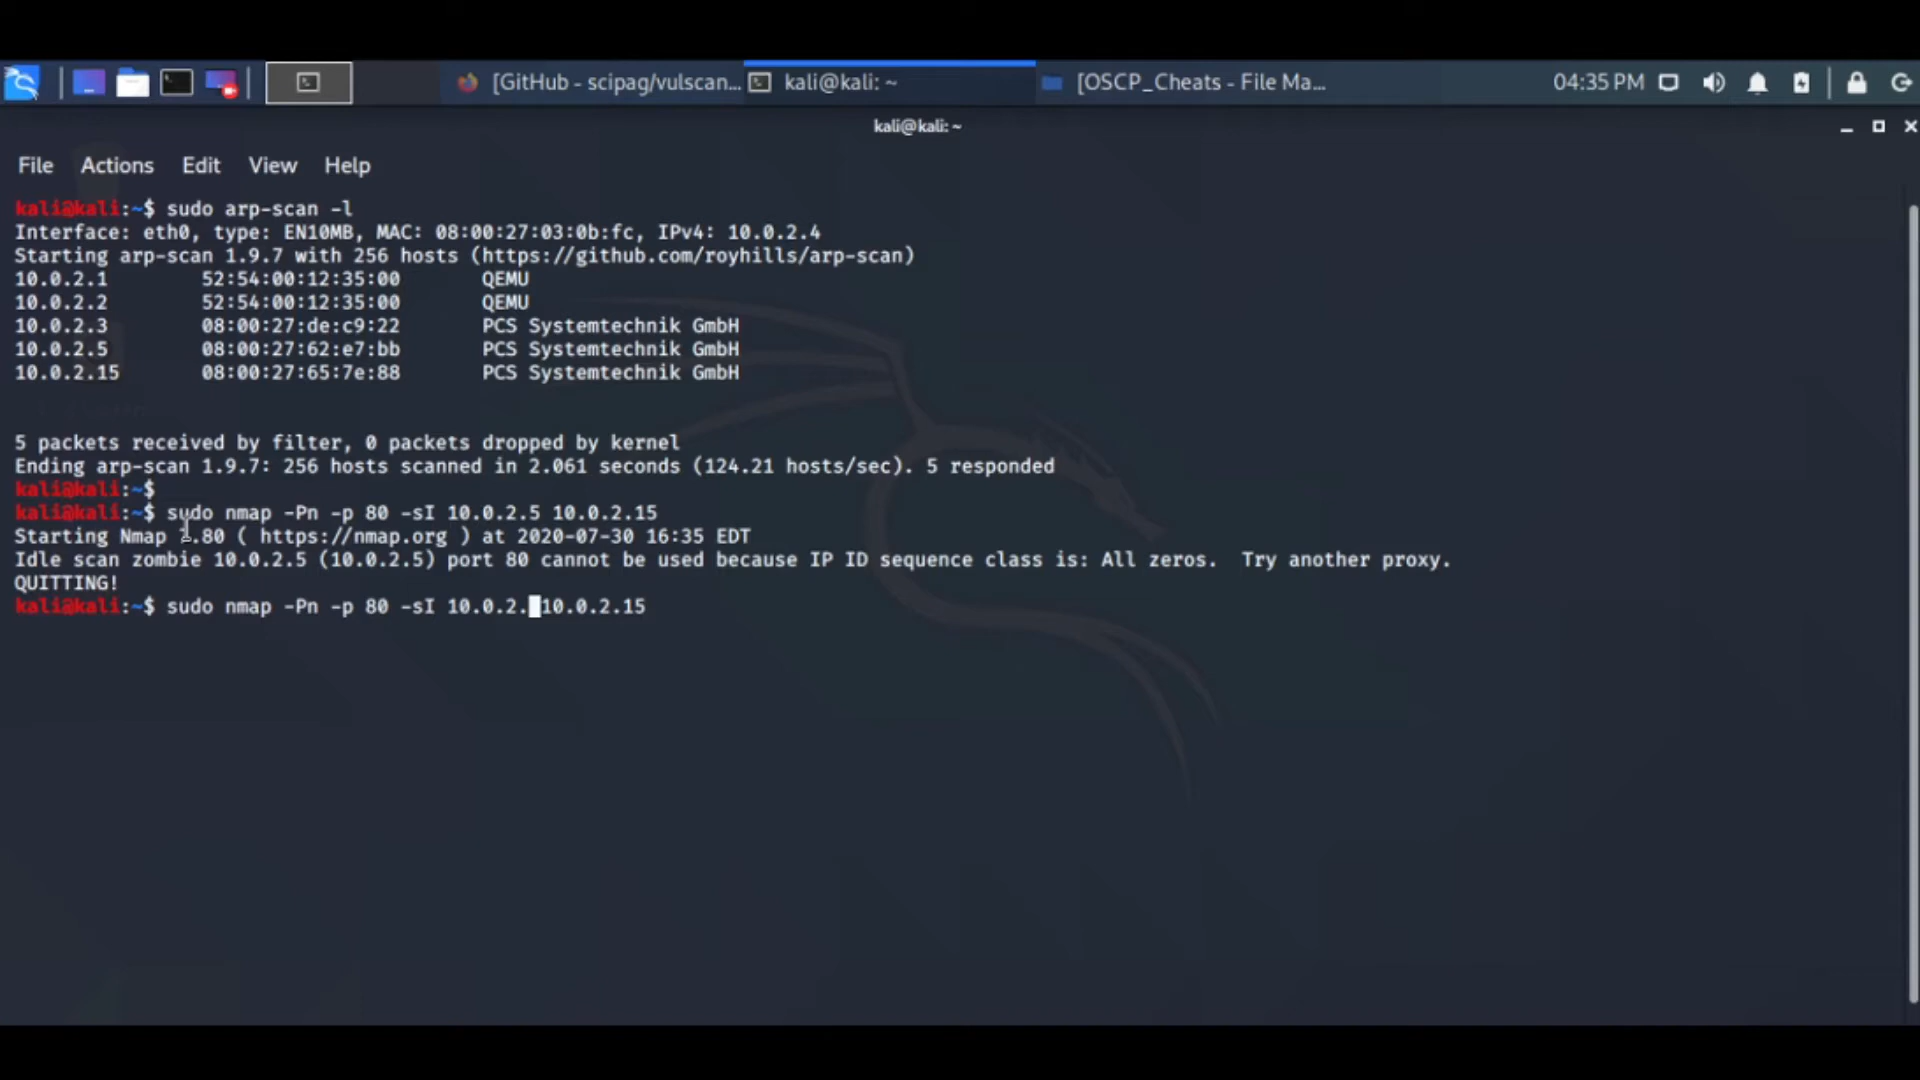 [GitHub - scipag/vulscan... kali@kali: ~ [OSCP_Cheats - File Ma... 04:35 PM
kali@kali: ~
File Actions Edit View Help
kali@kali:~$ sudo arp-scan -l
Interface: eth0, type: EN10MB, MAC: 08:00:27:03:0b:fc, IPv4: 10.0.2.4
Starting arp-scan 1.9.7 with 256 hosts (https://github.com/royhills/arp-scan)
10.0.2.1 52:54:00:12:35:00 QEMU
10.0.2.2 52:54:00:12:35:00 QEMU
10.0.2.3 08:00:27:de:c9:22 PCS Systemtechnik GmbH
10.0.2.5 08:00:27:62:e7:bb PCS Systemtechnik GmbH
10.0.2.15 08:00:27:65:7e:88 PCS Systemtechnik GmbH
5 packets received by filter, 0 packets dropped by kernel
Ending arp-scan 1.9.7: 256 hosts scanned in 2.061 seconds (124.21 hosts/sec). 5 responded
kali@kali:~$
kali@kali:~$ sudo nmap -Pn -p 80 -sI 10.0.2.5 10.0.2.15
Starting Nmap .80 ( https://nmap.org ) at 2020-07-30 16:35 EDT
Idle scan zombie 10.0.2.5 (10.0.2.5) port 80 cannot be used because IP ID sequence class is: All zeros. Try another proxy.
QUITTING!
kali@kali:~$ sudo nmap -Pn -p 80 -sI 10.0.2. 10.0.2.15